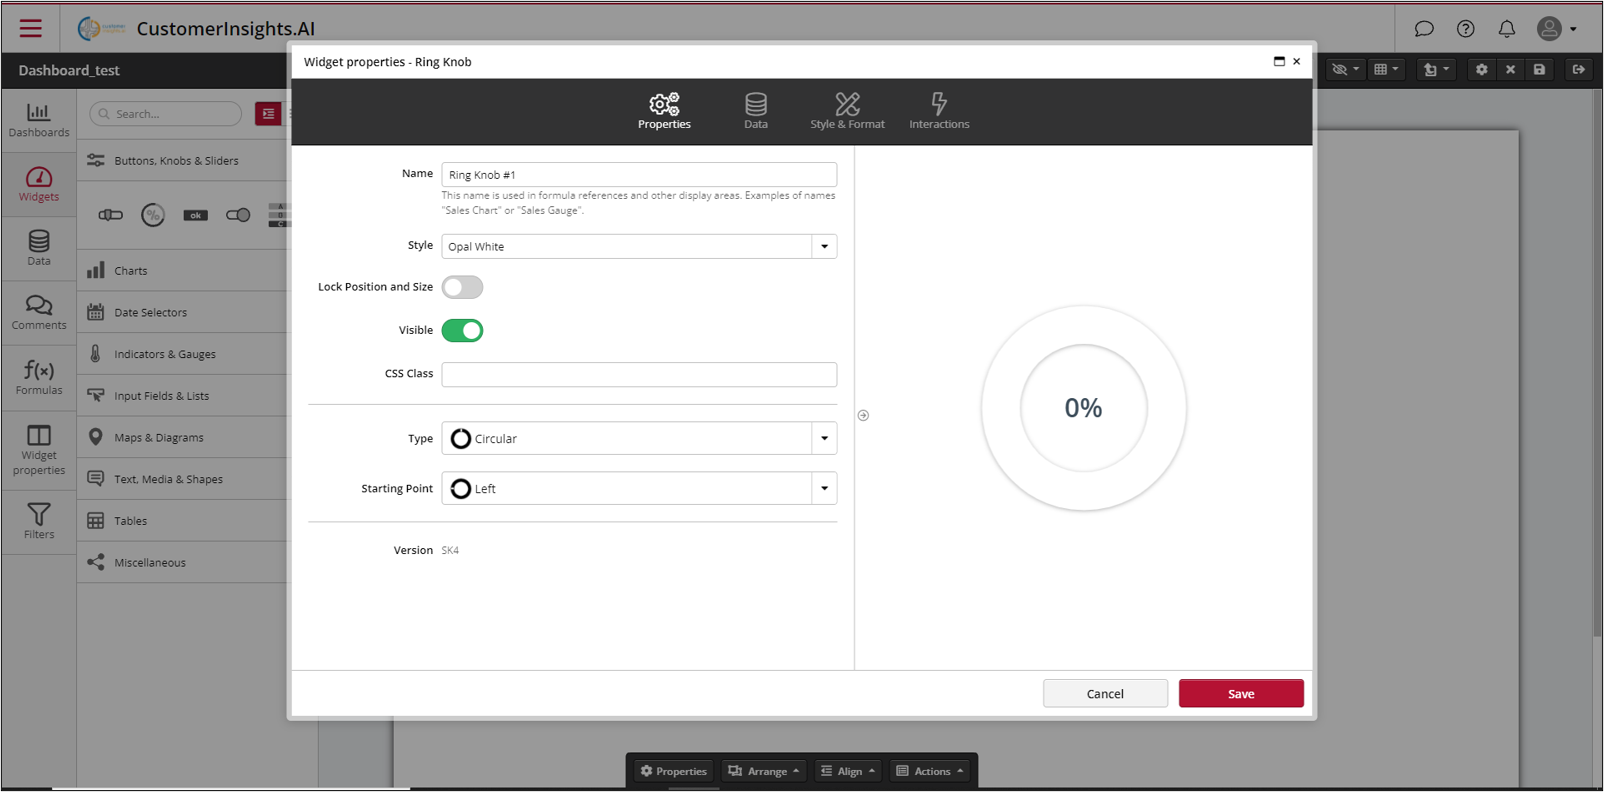 CustomerInsights.AI
Dashboard_test
Dashboards
Widgets
Data
Comments
f(x)
Formulas
Widget
properties
Filters
Search...
Buttons, Knobs & Sliders
%
ok
A
B
C
Charts
Date Selectors
Indicators & Gauges
Input Fields & Lists
Maps & Diagrams
Text, Media & Shapes
Tables
Miscellaneous
Widget properties - Ring Knob
Properties
Data
Style & Format
Interactions
Name
Ring Knob #1
This name is used in formula references and other display areas. Examples of names
"Sales Chart" or "Sales Gauge".
Style
Opal White
Lock Position and Size
Visible
CSS Class
Type
Circular
Starting Point
Left
Version
SK4
0%
Cancel
Save
Properties
Arrange
Align
Actions